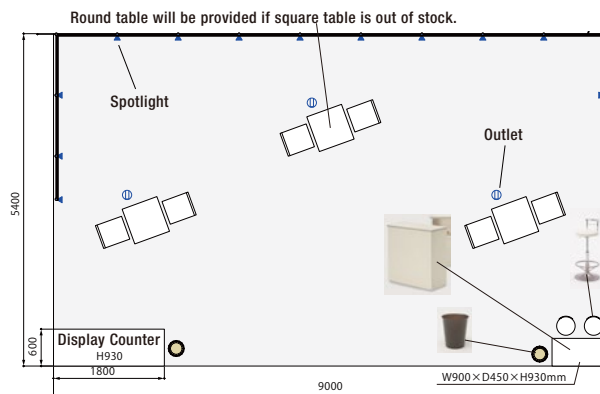 Round table will be provided if square table is out of stock.
Spotlight
Outlet
5400
600
Display Counter
H930
1800
9000
W900×D450×H930mm